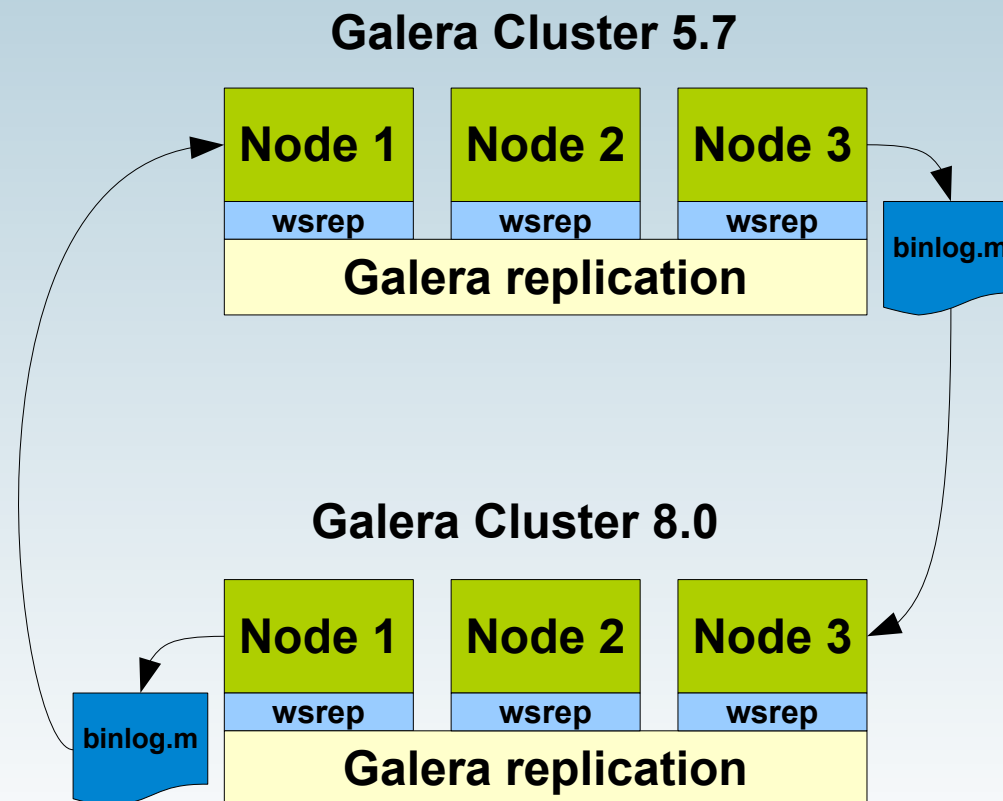 Galera Cluster 5.7
Node 1 Node 2 Node 3
wsrep wsrep wsrep
binlog.m
Galera replication
Galera Cluster 8.0
Node 1 Node 2 Node 3
wsrep wsrep wsrep
binlog.m
Galera replication